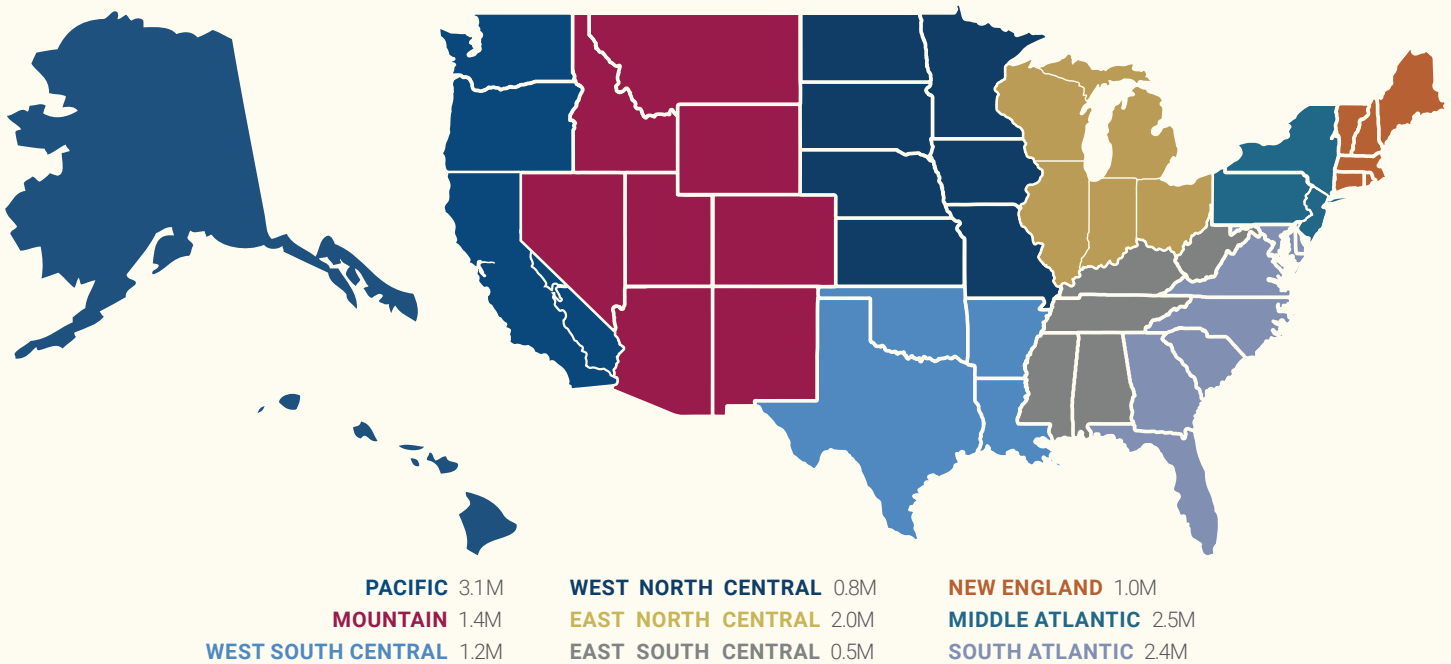 PACIFIC 3.1M
MOUNTAIN 1.4M
WEST SOUTH CENTRAL 1.2M
WEST NORTH CENTRAL 0.8M
EAST NORTH CENTRAL 2.0M
EAST SOUTH CENTRAL 0.5M
NEW ENGLAND 1.0M
MIDDLE ATLANTIC 2.5M
SOUTH ATLANTIC 2.4M